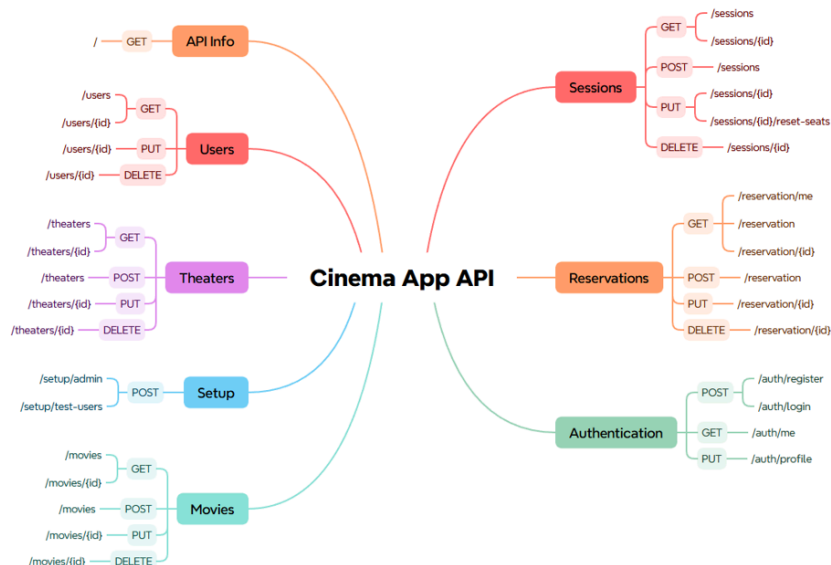 Cinema App API
API Info
GET
/
Users
GET
/users
/users/{id}
PUT
/users/{id}
DELETE
/users/{id}
Theaters
GET
/theaters
/theaters/{id}
POST
/theaters
PUT
/theaters/{id}
DELETE
/theaters/{id}
Setup
POST
/setup/admin
/setup/test-users
Movies
GET
/movies
/movies/{id}
POST
/movies
PUT
/movies/{id}
DELETE
/movies/{id}
Sessions
GET
/sessions
/sessions/{id}
POST
/sessions
PUT
/sessions/{id}
/sessions/{id}/reset-seats
DELETE
/sessions/{id}
Reservations
GET
/reservation/me
/reservation
/reservation/{id}
POST
/reservation
PUT
/reservation/{id}
DELETE
/reservation/{id}
Authentication
POST
/auth/register
/auth/login
GET
/auth/me
PUT
/auth/profile